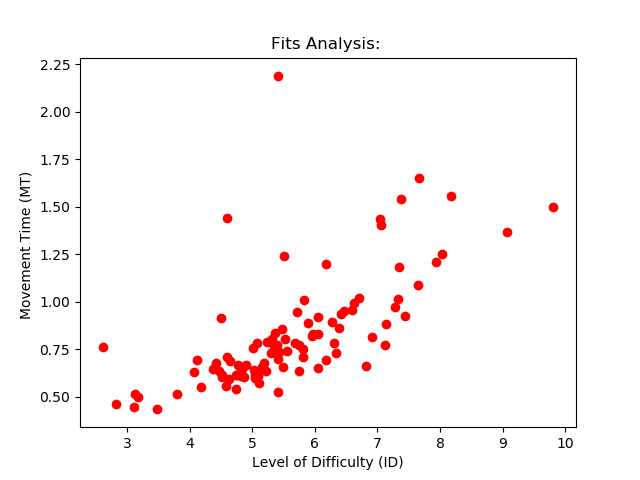 Fits Analysis:
2.25
2.00
1.75
1.50
1.25
1.00
0.75
0.50
Movement Time (MT)
3 4 5 6 7 8 9 10
Level of Difficulty (ID)